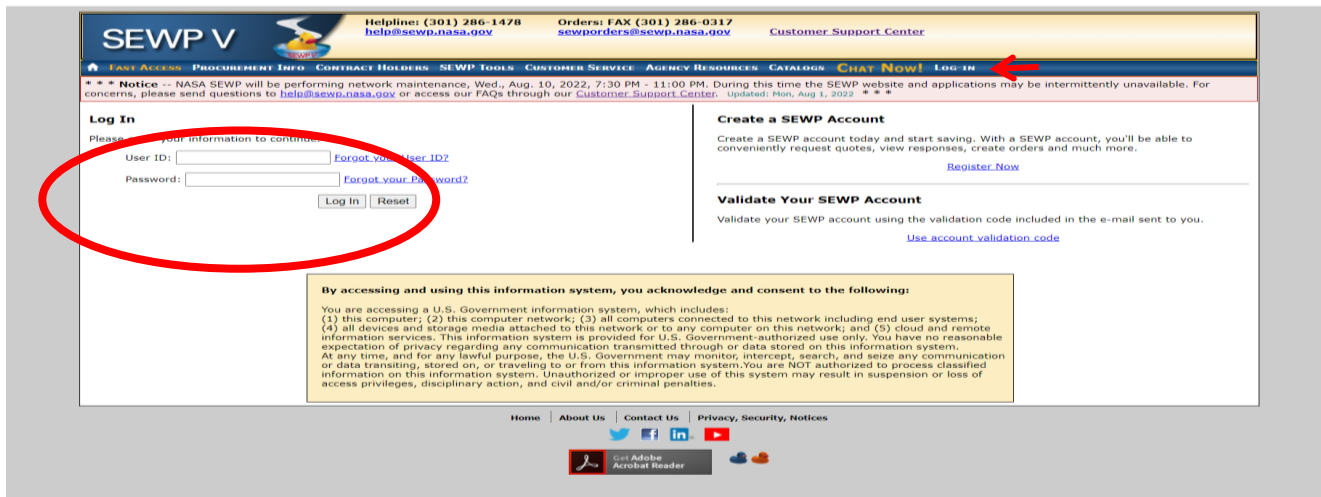 SEWP V
SEWP
Helpline: (301) 286-1478
help@sewp.nasa.gov
Orders: FAX (301) 286-0317
sewporders@sewp.nasa.gov
Customer Support Center
Fast Access Procurement Info Contract Holders SEWP Tools Customer Service Agency Resources Catalogs Chat Now! Log-in
* * * Notice -- NASA SEWP will be performing network maintenance, Wed., Aug. 10, 2022, 7:30 PM - 11:00 PM. During this time the SEWP website and applications may be intermittently unavailable. For
concerns, please send questions to help@sewp.nasa.gov or access our FAQs through our Customer Support Center. Updated: Mon, Aug 1, 2022 * * *
Log In
Please your information to
User ID: Forgot your User ID?
Password: Forgot your Password?
Log In Reset
Create a SEWP Account
Create a SEWP account today and start saving. With a SEWP account, you'll be able to
conveniently request quotes, view responses, create orders and much more.
Register Now
Validate Your SEWP Account
Validate your SEWP account using the validation code included in the e-mail sent to you.
Use account validation code
By accessing and using this information system, you acknowledge and consent to the following:
You are accessing a U.S. Government information system, which includes:
(1) this computer; (2) this computer network; (3) all computers connected to this network including end user systems;
(4) all devices and storage media attached to this network or to any computer on this network; and (5) cloud and remote
information services. This information system is provided for U.S. Government-authorized use only. You have no reasonable
expectation of privacy regarding any communication transmitted through or data stored on this information system.
At any time, and for any lawful purpose, the U.S. Government may monitor, intercept, search, and seize any communication
or data transiting, stored on, or traveling to or from this information system.You are NOT authorized to process classified
information on this information system. Unauthorized or improper use of this system may result in suspension or loss of
access privileges, disciplinary action, and civil and/or criminal penalties.
Home About Us Contact Us Privacy, Security, Notices
in
Get Adobe
Acrobat Reader